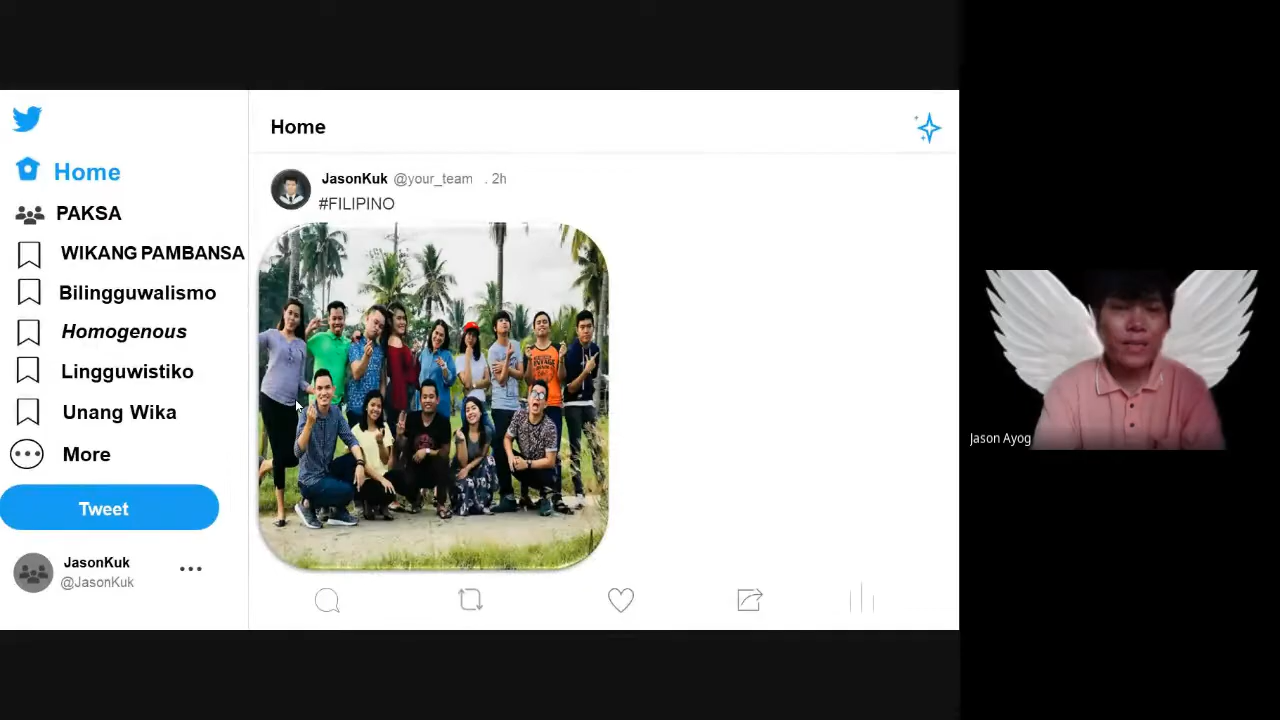 Home
PAKSA
WIKANG PAMBANSA
Bilingguwalismo
Homogenous
Lingguwistiko
Unang Wika
More
Tweet
JasonKuk
@JasonKuk
Home
JasonKuk @your_team . 2h
#FILIPINO
Jason Ayog